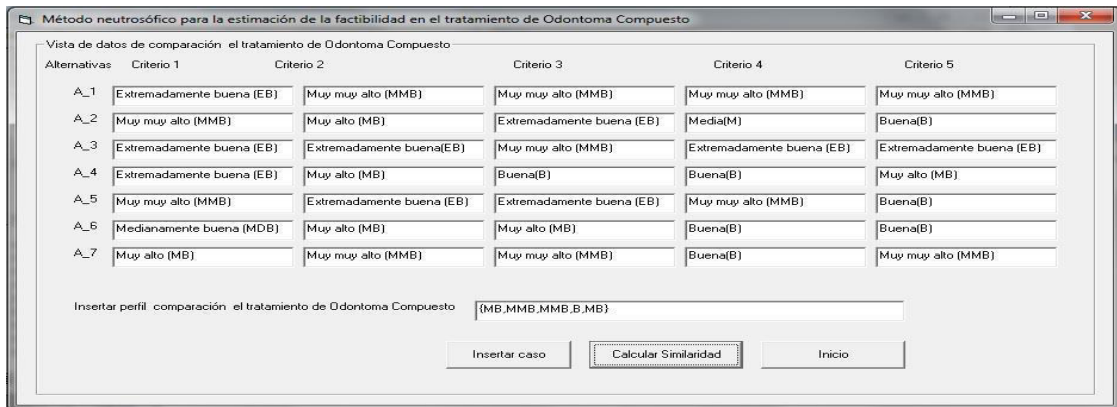 Método neutrosófico para la estimación de la factibilidad en el tratamiento de Odontoma Compuesto
Vista de datos de comparación el tratamiento de Odontoma Compuesto
Alternativas Criterio 1 Criterio 2 Criterio 3 Criterio 4 Criterio 5
A_1 Extremadamente buena (EB) Muy muy alto (MMB) Muy muy alto (MMB) Muy muy alto (MMB) Muy muy alto (MMB)
A_2 Muy muy alto (MMB) Muy alto (MB) Extremadamente buena (EB) Media(M) Buena(B)
A_3 Extremadamente buena (EB) Extremadamente buena(EB) Muy muy alto (MMB) Extremadamente buena (EB) Extremadamente buena (EB)
A_4 Extremadamente buena (EB) Muy alto (MB) Buena(B) Buena(B) Muy alto (MB)
A_5 Muy muy alto (MMB) Extremadamente buena (EB) Extremadamente buena (EB) Muy muy alto (MMB) Buena(B)
A_6 Medianamente buena (MDB) Muy alto (MB) Muy alto (MB) Buena(B) Buena(B)
A_7 Muy alto (MB) Muy muy alto (MMB) Muy muy alto (MMB) Buena(B) Muy muy alto (MMB)
Insertar perfil comparación el tratamiento de Odontoma Compuesto {MB,MMB,MMB,B,MB}
Insertar caso Calcular Similaridad Inicio